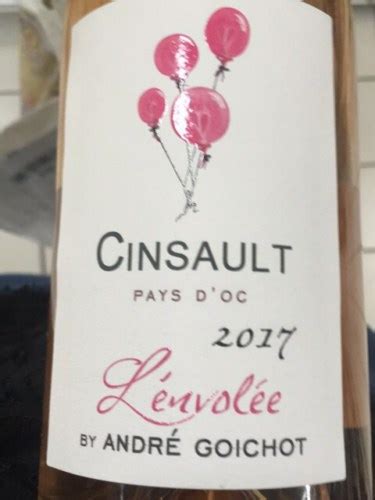 CINSAULT
PAYS D'OC
2017
L'envolée
BY ANDRÉ GOICHOT